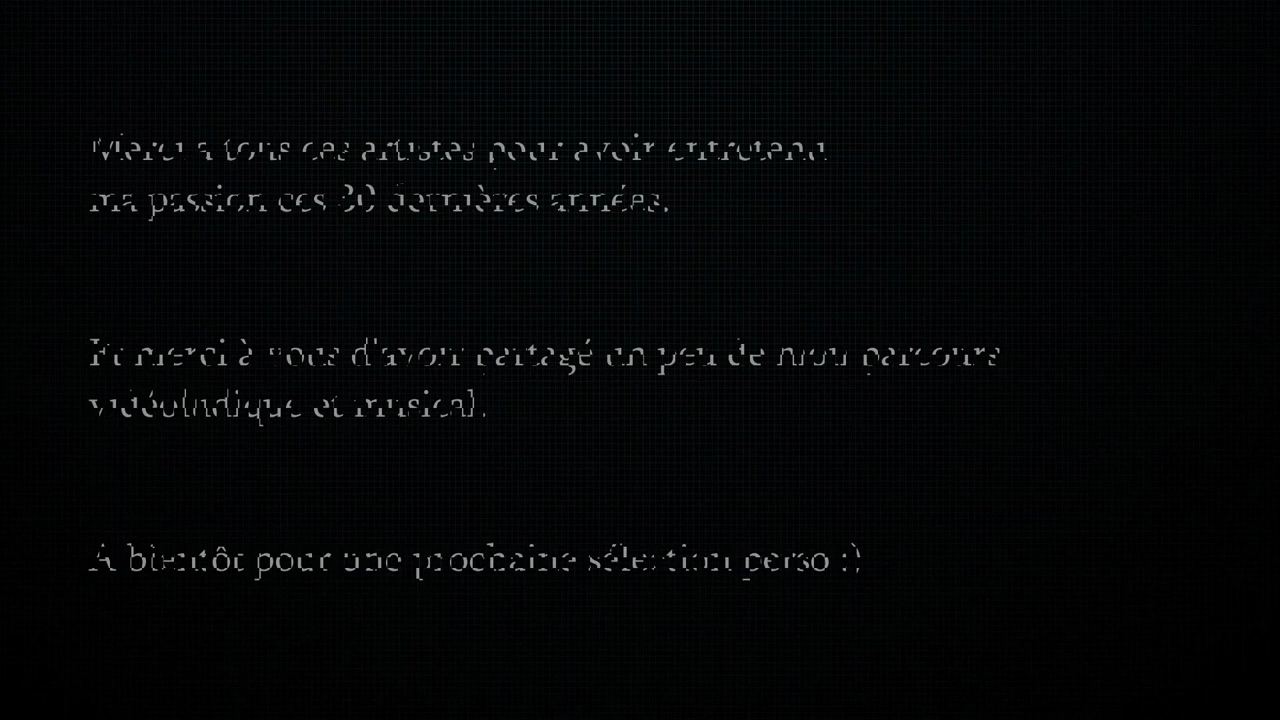 Merci à tous ces artistes pour avoir entretenu
ma passion ces 30 dernières années.
Et merci à vous d'avoir partagé un peu de mon parcours
vidéoludique et musical.
A bientôt pour une prochaine sélection perso :)